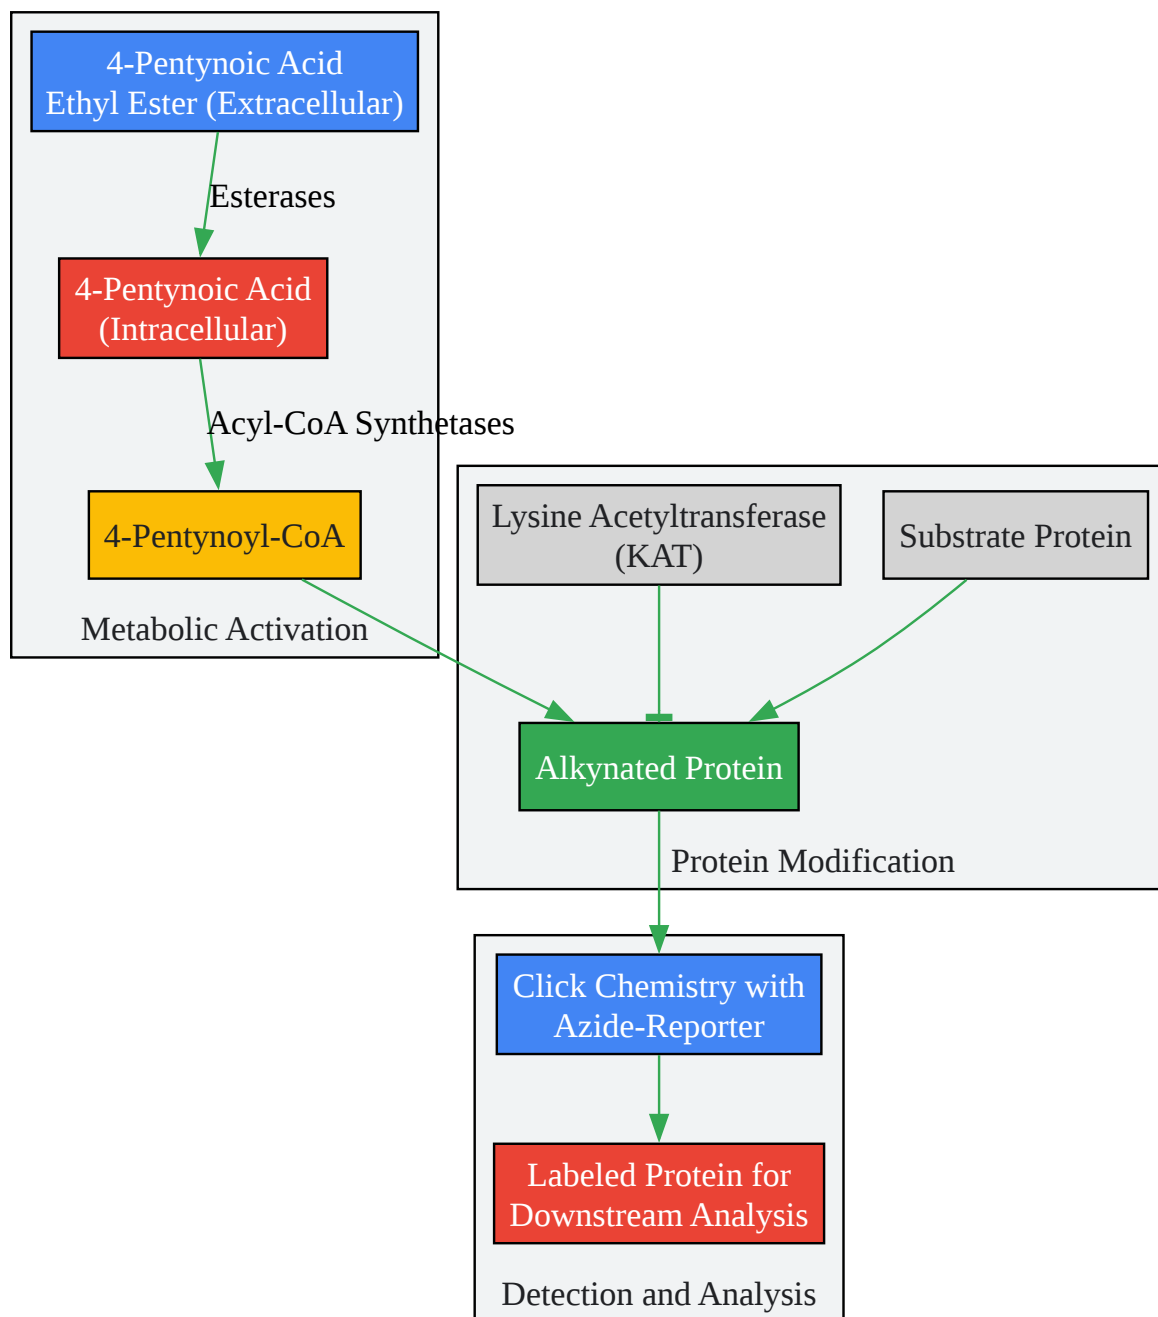 4-Pentynoic Acid
Ethyl Ester (Extracellular)
Esterases
4-Pentynoic Acid
(Intracellular)
Acyl-CoA Synthetases
4-Pentynoyl-CoA
Metabolic Activation
Lysine Acetyltransferase
(KAT)
Substrate Protein
Alkynated Protein
Protein Modification
Click Chemistry with
Azide-Reporter
Labeled Protein for
Downstream Analysis
Detection and Analysis